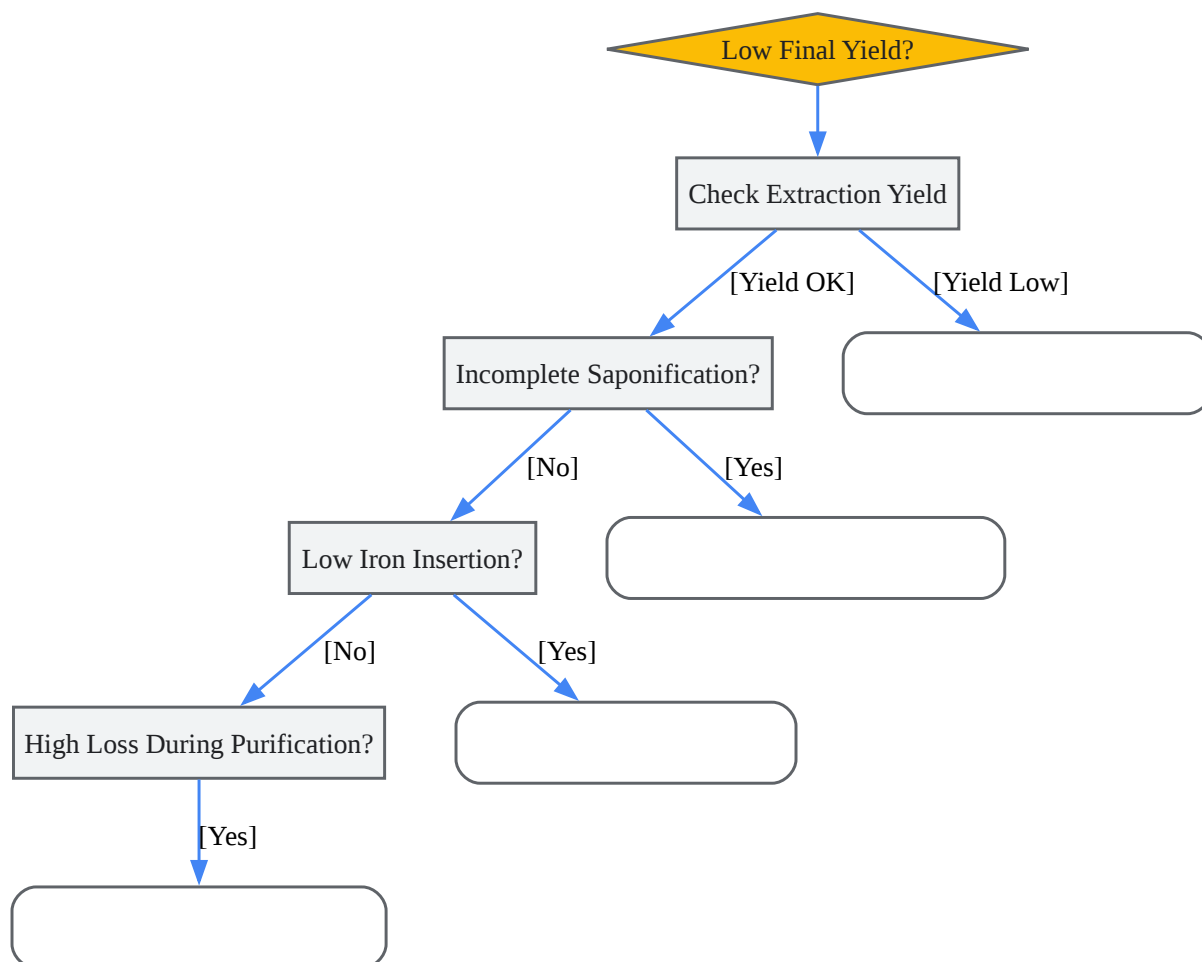 Low Final Yield?
Check Extraction Yield
[Yield OK]
[Yield Low]
Incomplete Saponification?
[No]
[Yes]
Low Iron Insertion?
[No]
[Yes]
High Loss During Purification?
[Yes]